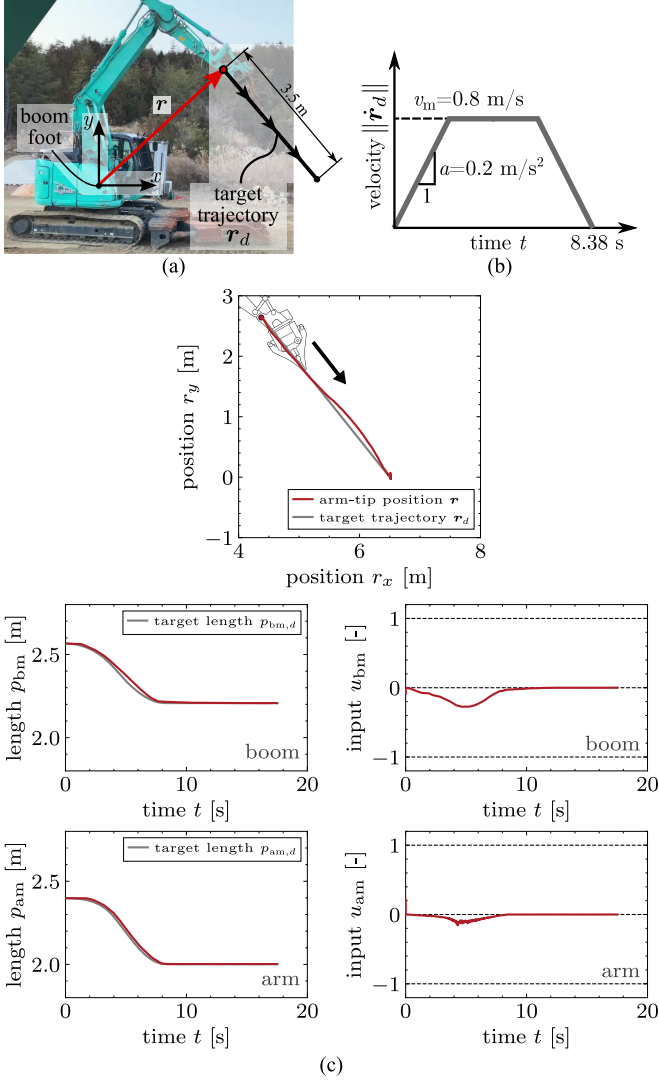 boom
foot
y
r
x
3.5 m
target
trajectory
r_d
(a)
velocity ||ṙ_d||
v_m=0.8 m/s
a=0.2 m/s²
1
time t
8.38 s
(b)
position r_y [m]
3
2
1
0
−1
arm-tip position r
target trajectory r_d
4
6
8
position r_x [m]
length p_bm [m]
2.5
2.0
target length p_bm,d
boom
0
10
20
time t [s]
input u_bm [-]
1
0
−1
boom
0
10
20
time t [s]
length p_am [m]
2.5
2.0
target length p_am,d
arm
0
10
20
time t [s]
input u_am [-]
1
0
−1
arm
0
10
20
time t [s]
(c)